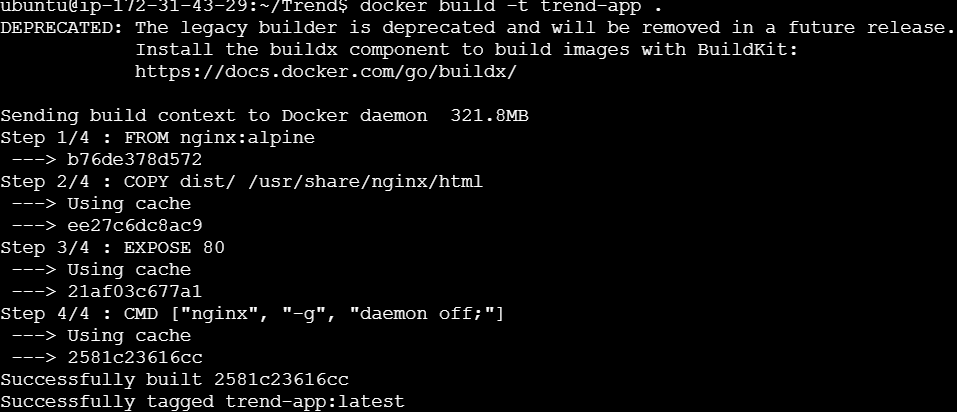 ubuntu@ip-172-31-43-29:~/Trend$ docker build -t trend-app .
DEPRECATED: The legacy builder is deprecated and will be removed in a future release.
            Install the buildx component to build images with BuildKit:
            https://docs.docker.com/go/buildx/

Sending build context to Docker daemon  321.8MB
Step 1/4 : FROM nginx:alpine
 ---> b76de378d572
Step 2/4 : COPY dist/ /usr/share/nginx/html
 ---> Using cache
 ---> ee27c6dc8ac9
Step 3/4 : EXPOSE 80
 ---> Using cache
 ---> 21af03c677a1
Step 4/4 : CMD ["nginx", "-g", "daemon off;"]
 ---> Using cache
 ---> 2581c23616cc
Successfully built 2581c23616cc
Successfully tagged trend-app:latest